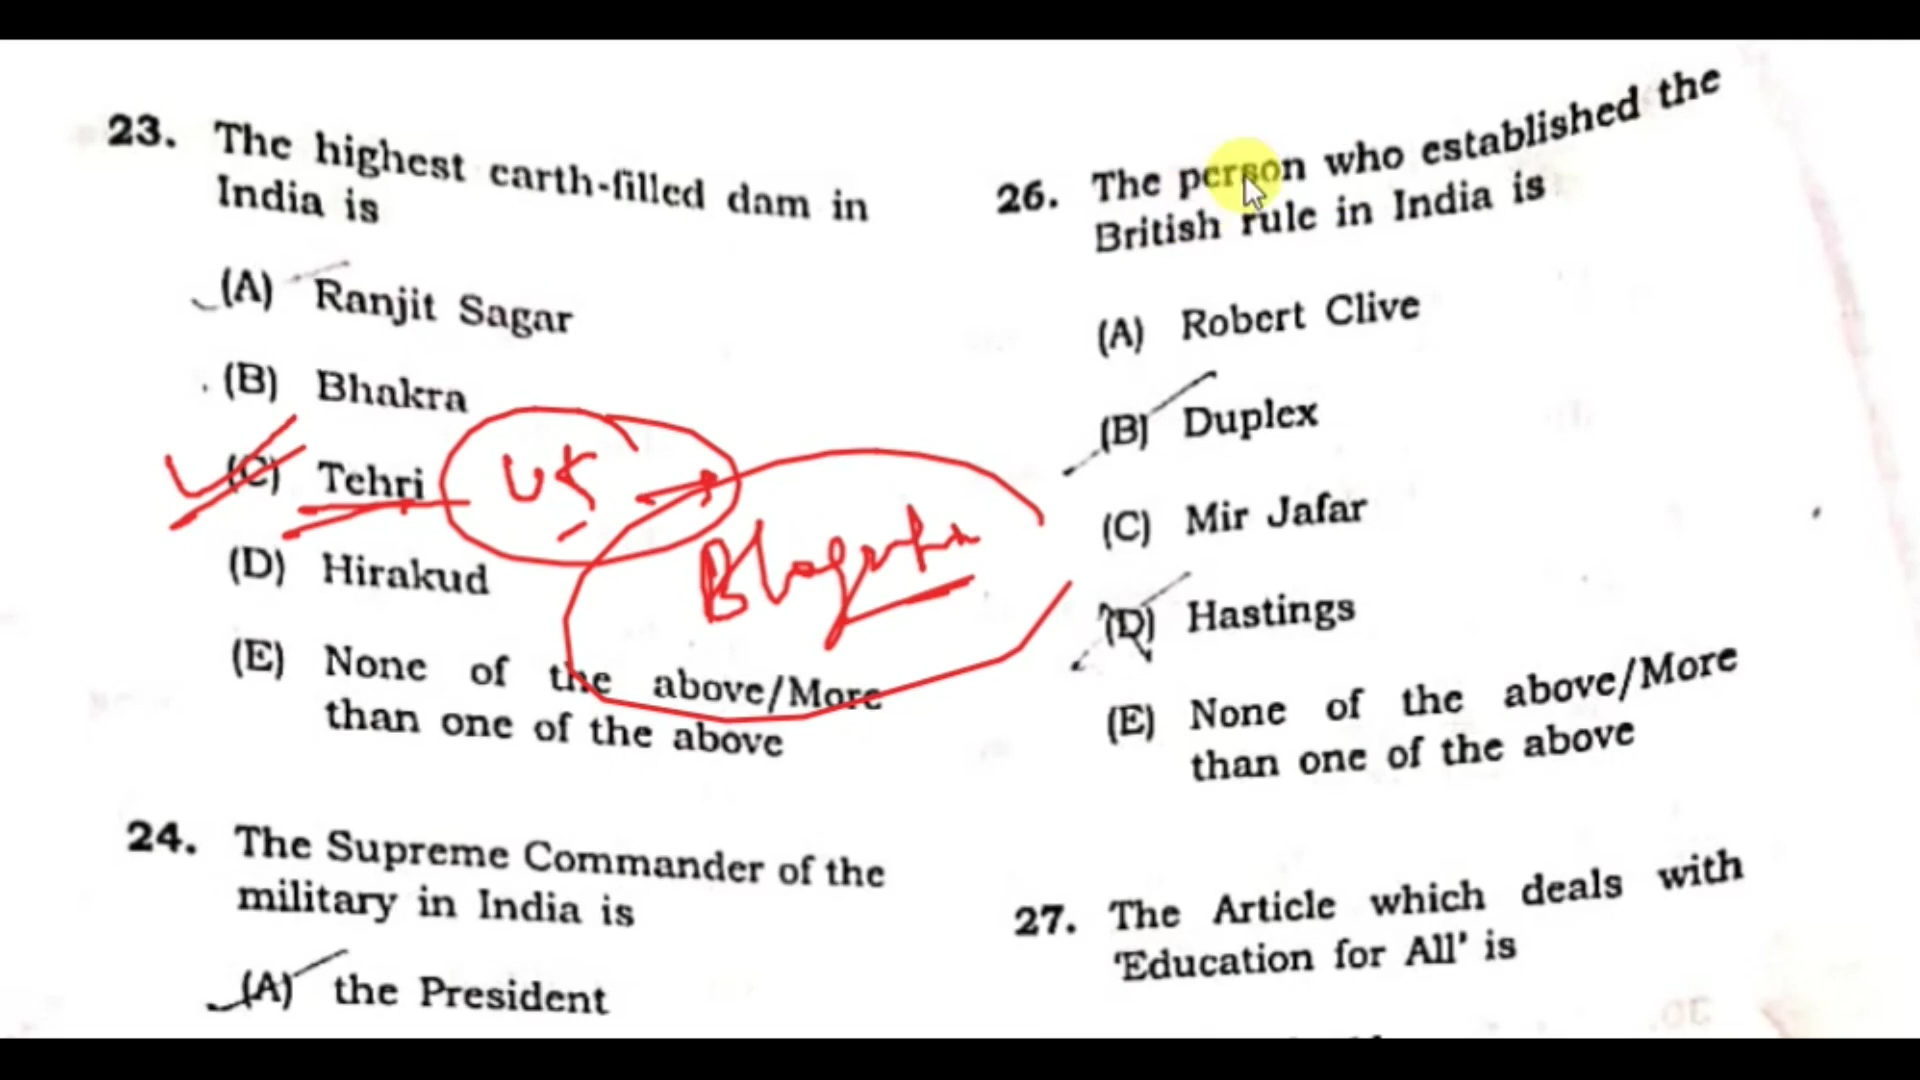 23. The highest earth-filled dam in
India is
(A) Ranjit Sagar
(B) Bhakra
(C) Tehri
UK
(D) Hirakud
(E) None of the above/More
than one of the above
24. The Supreme Commander of the
military in India is
(A) the President
26. The person who established the
British rule in India is
(A) Robert Clive
(B) Duplex
(C) Mir Jafar
(D) Hastings
(E) None of the above/More
than one of the above
27. The Article which deals with
'Education for All' is